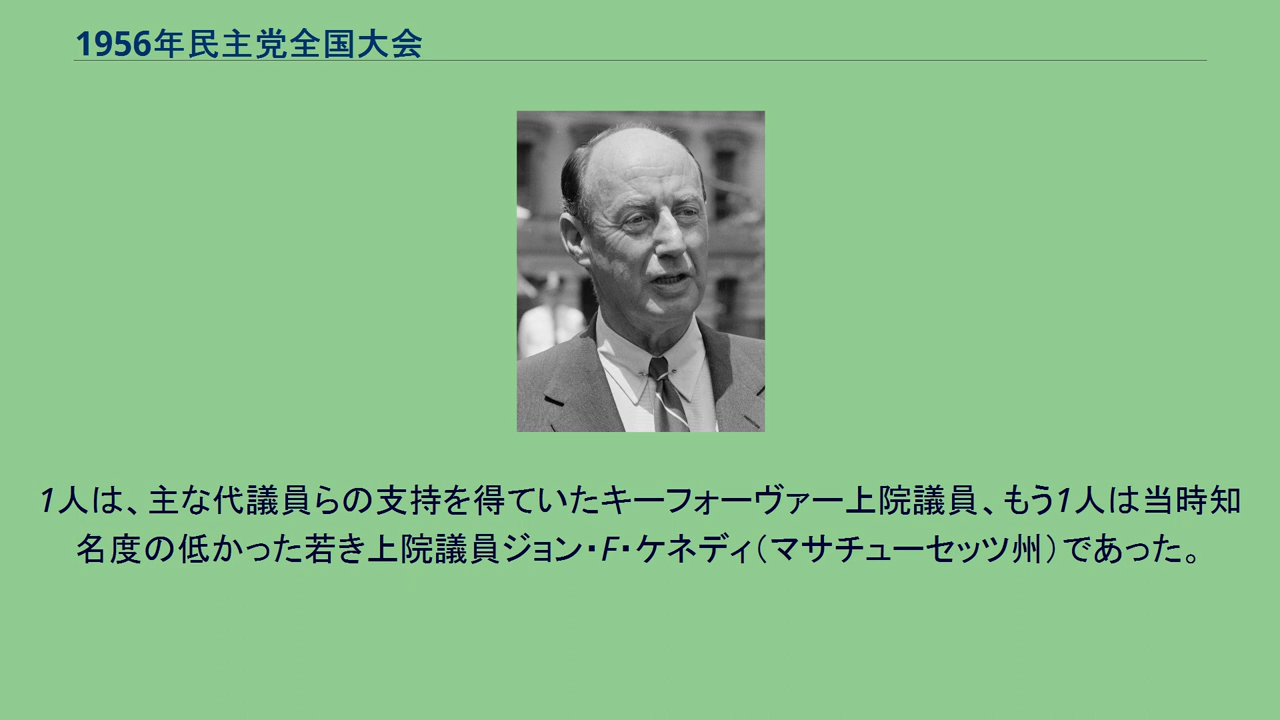 1956年民主党全国大会
1人は、主な代議員らの支持を得ていたキーフォーヴァー上院議員、もう1人は当時知
名度の低かった若き上院議員ジョン・F・ケネディ（マサチューセッツ州）であった。